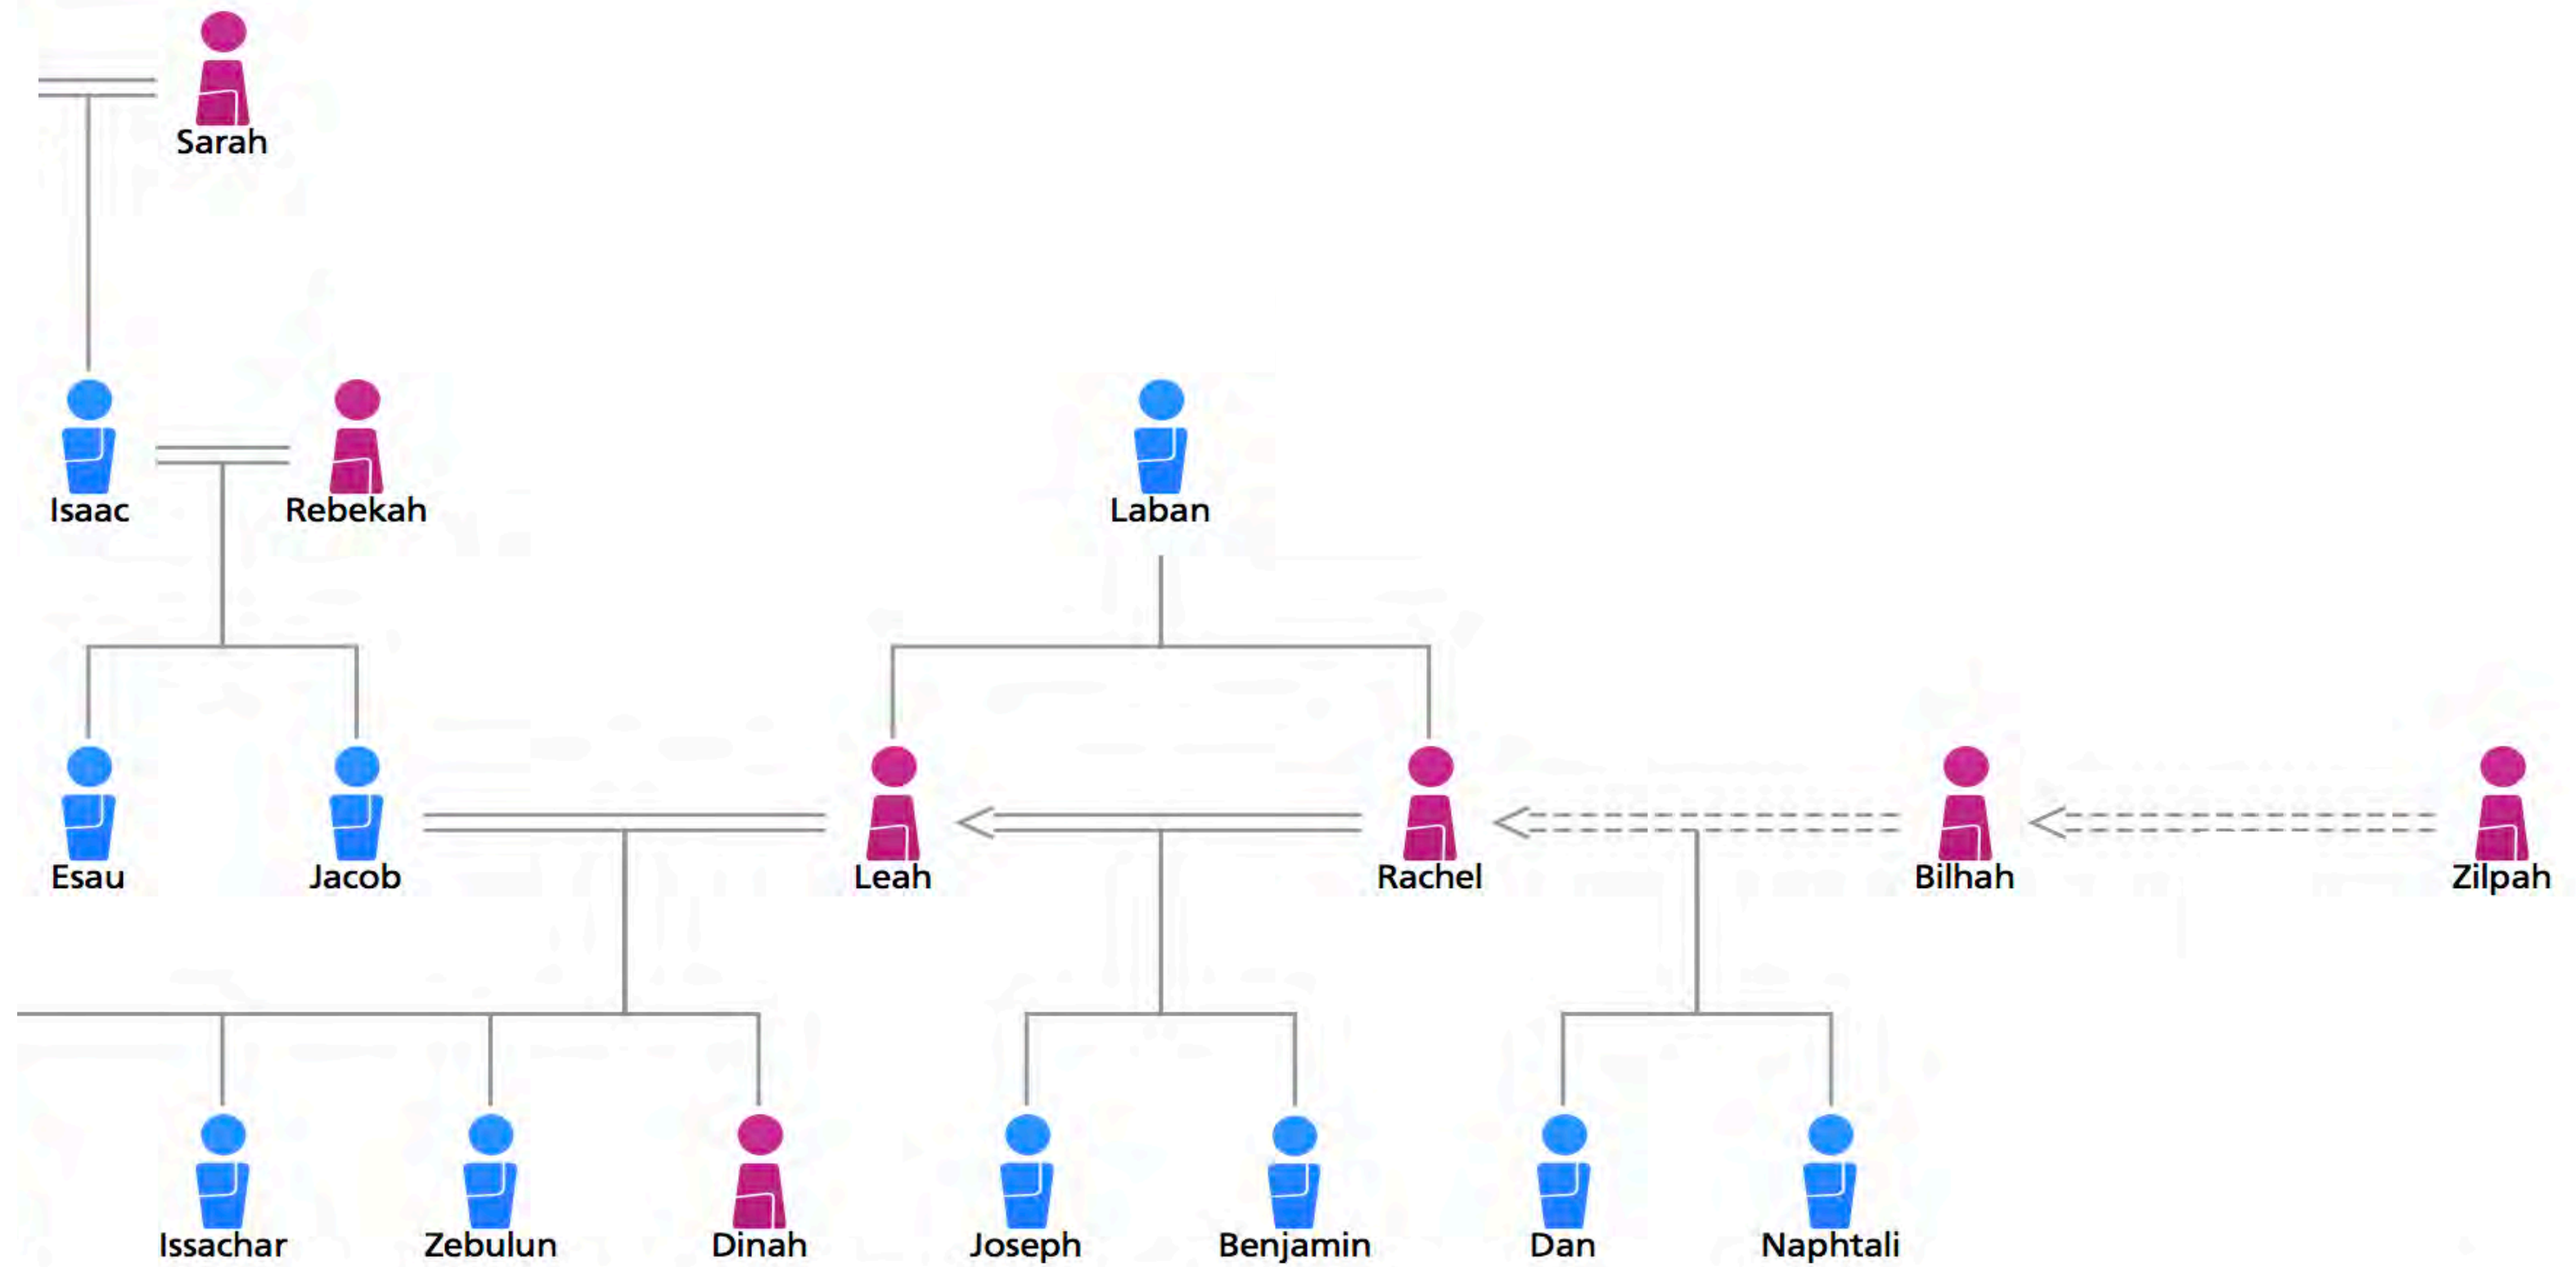 Sarah
Isaac
Rebekah
Laban
Esau
Jacob
Leah
Rachel
Bilhah
Zilpah
Issachar
Zebulun
Dinah
Joseph
Benjamin
Dan
Naphtali